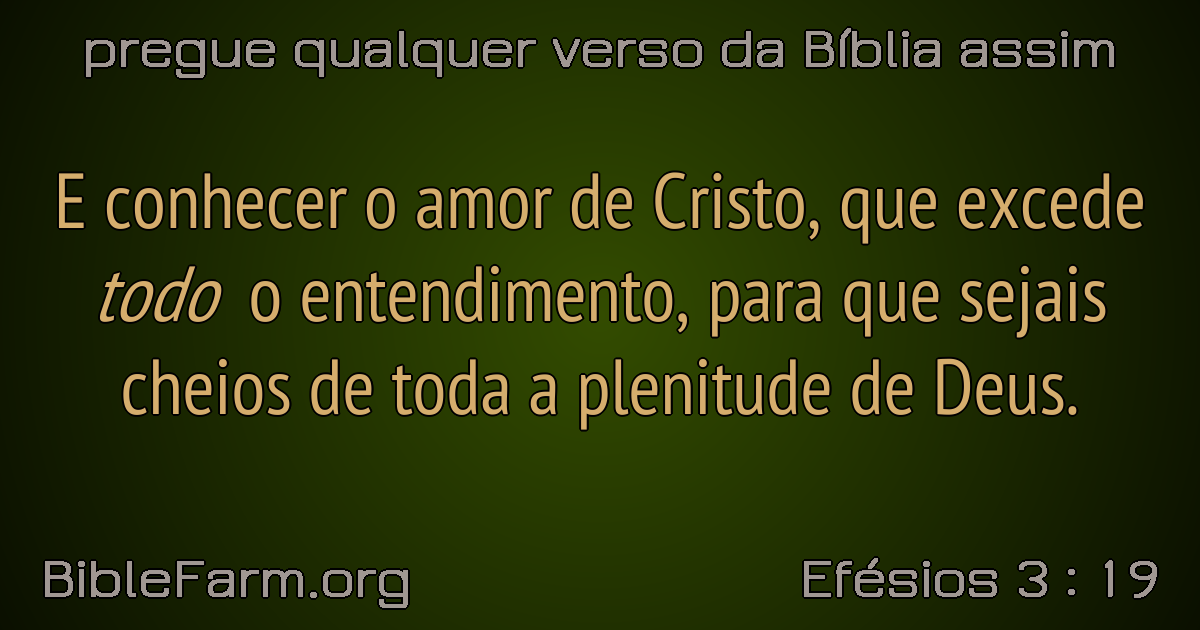 pregue qualquer verso da Bíblia assim
E conhecer o amor de Cristo, que excede
todo o entendimento, para que sejais
cheios de toda a plenitude de Deus.
BibleFarm.org
Efésios 3 : 19